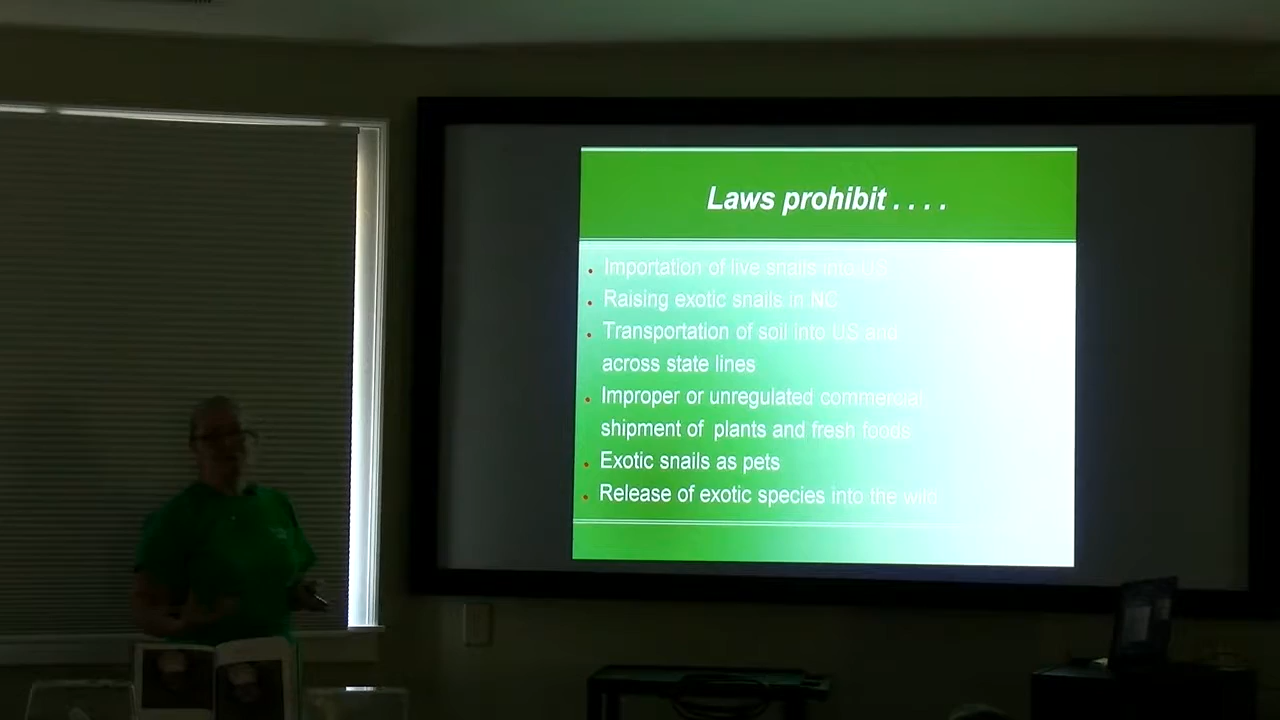 Laws prohibit . . . .
• Importation of live snails into US
• Raising exotic snails in NC
• Transportation of soil into US and
across state lines
• Improper or unregulated commercial
shipment of plants and fresh foods
• Exotic snails as pets
• Release of exotic species into the wild